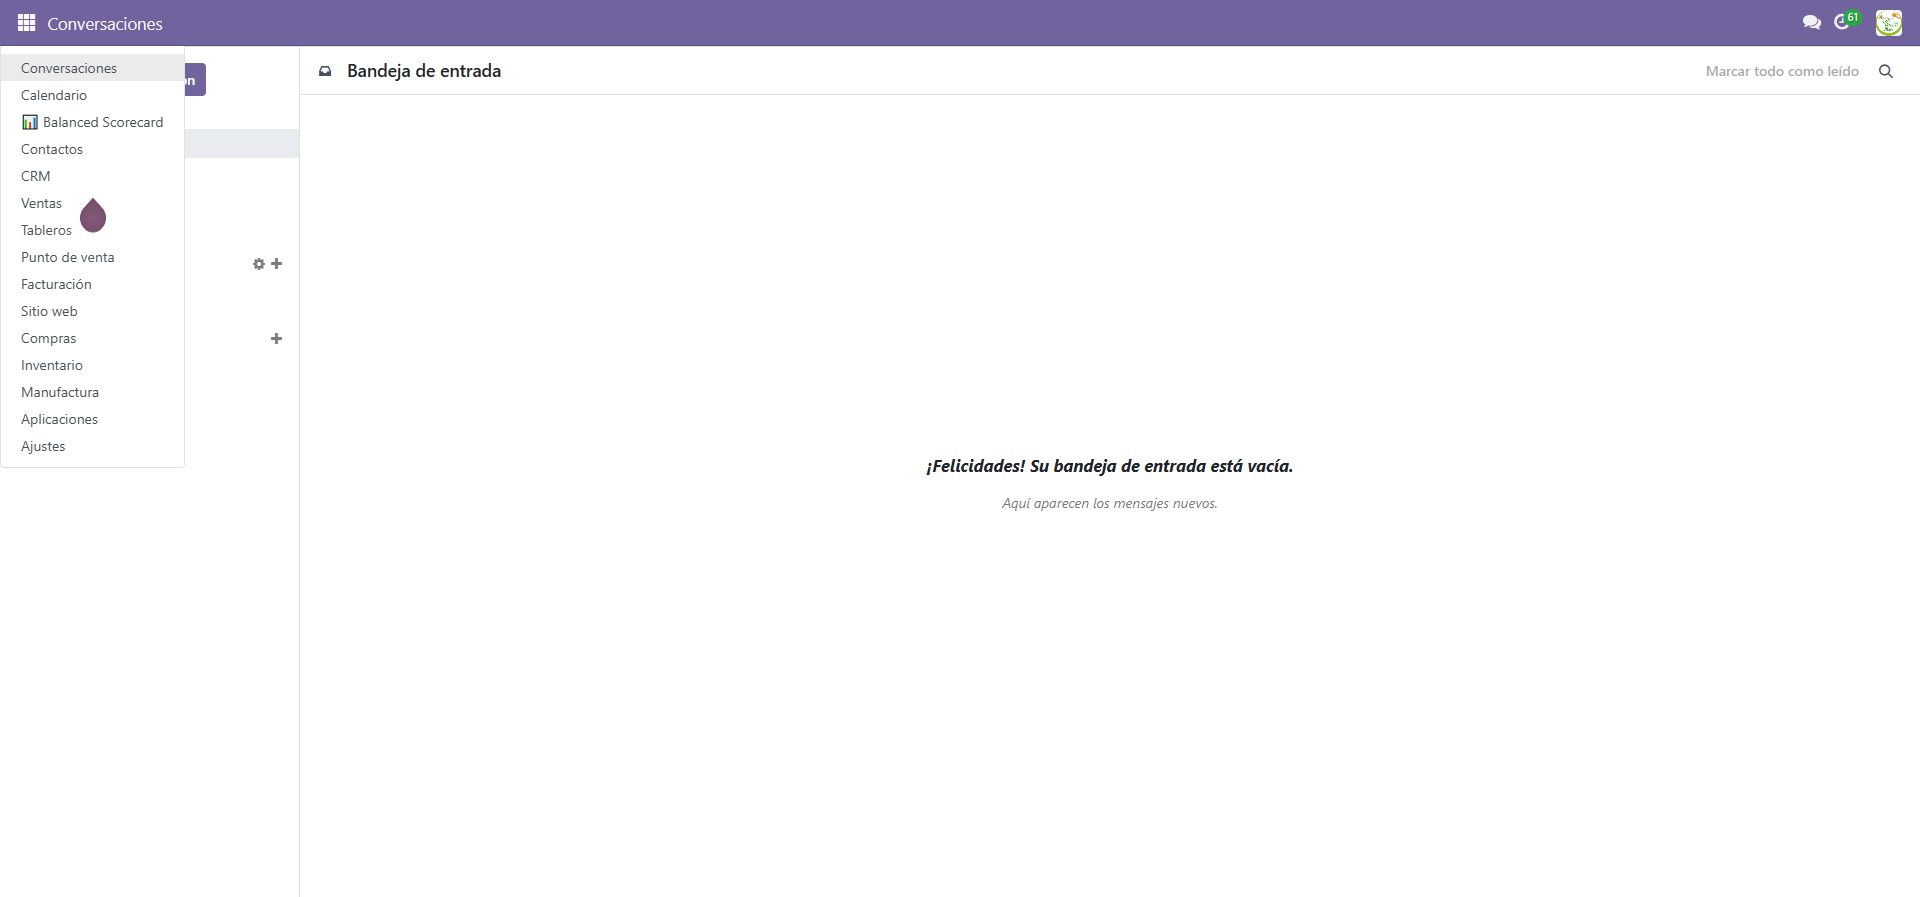 Conversaciones
61
Conversaciones
Calendario
Balanced Scorecard
Contactos
CRM
Ventas
Tableros
Punto de venta
Facturación
Sitio web
Compras
Inventario
Manufactura
Aplicaciones
Ajustes
Bandeja de entrada
Marcar todo como leído
¡Felicidades! Su bandeja de entrada está vacía.
Aquí aparecen los mensajes nuevos.